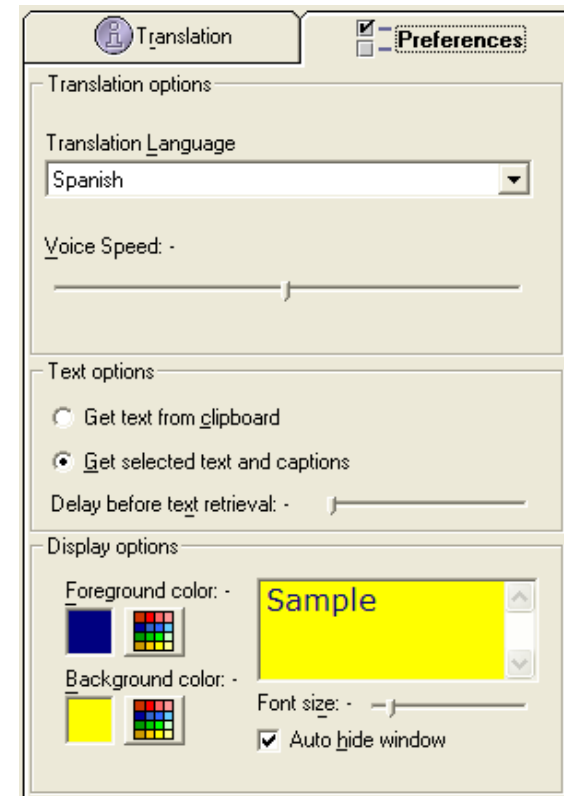 Translation
Preferences
Translation options
Translation Language
Spanish
Voice Speed: -
Text options
Get text from clipboard
Get selected text and captions
Delay before text retrieval: -
Display options
Foreground color: -
Sample
Background color: -
Font size: -
Auto hide window